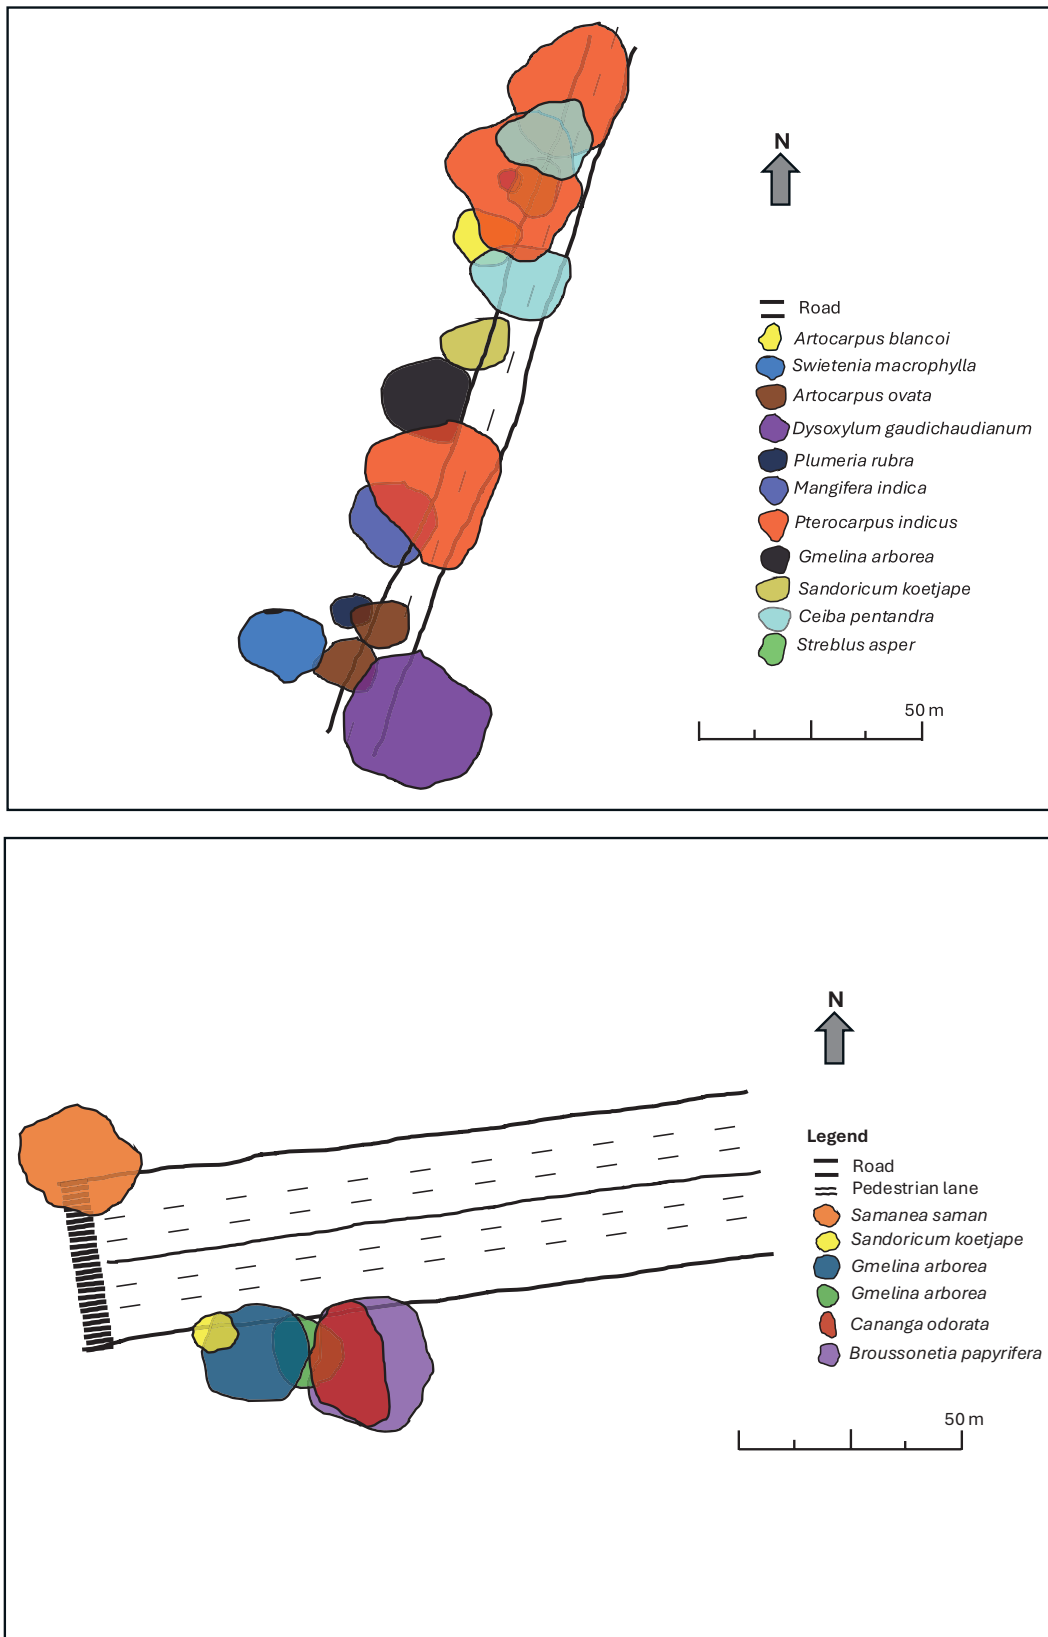 N
Road
Artocarpus blancoi
Swietenia macrophylla
Artocarpus ovata
Dysoxylum gaudichaudianum
Plumeria rubra
Mangifera indica
Pterocarpus indicus
Gmelina arborea
Sandoricum koetjape
Ceiba pentandra
Streblus asper
50 m
N
Legend
Road
Pedestrian lane
Samanea saman
Sandoricum koetjape
Gmelina arborea
Gmelina arborea
Cananga odorata
Broussonetia papyrifera
50 m